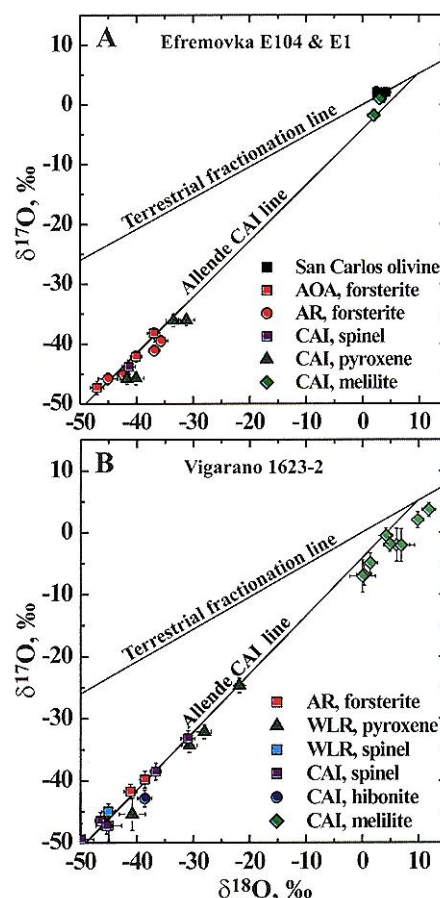 A
Efremovka E104 & E1
15
10
0
-10
-20
-30
-40
-50
δ¹⁷O, ‰
Terrestrial fractionation line
Allende CAI line
San Carlos olivine
AOA, forsterite
AR, forsterite
CAI, spinel
CAI, pyroxene
CAI, melilite
-50 -40 -30 -20 -10 0 10
B
Vigarano 1623-2
15
10
0
-10
-20
-30
-40
-50
δ¹⁷O, ‰
Terrestrial fractionation line
Allende CAI line
AR, forsterite
WLR, pyroxene
WLR, spinel
CAI, spinel
CAI, hibonite
CAI, melilite
-50 -40 -30 -20 -10 0 10
δ¹⁸O, ‰